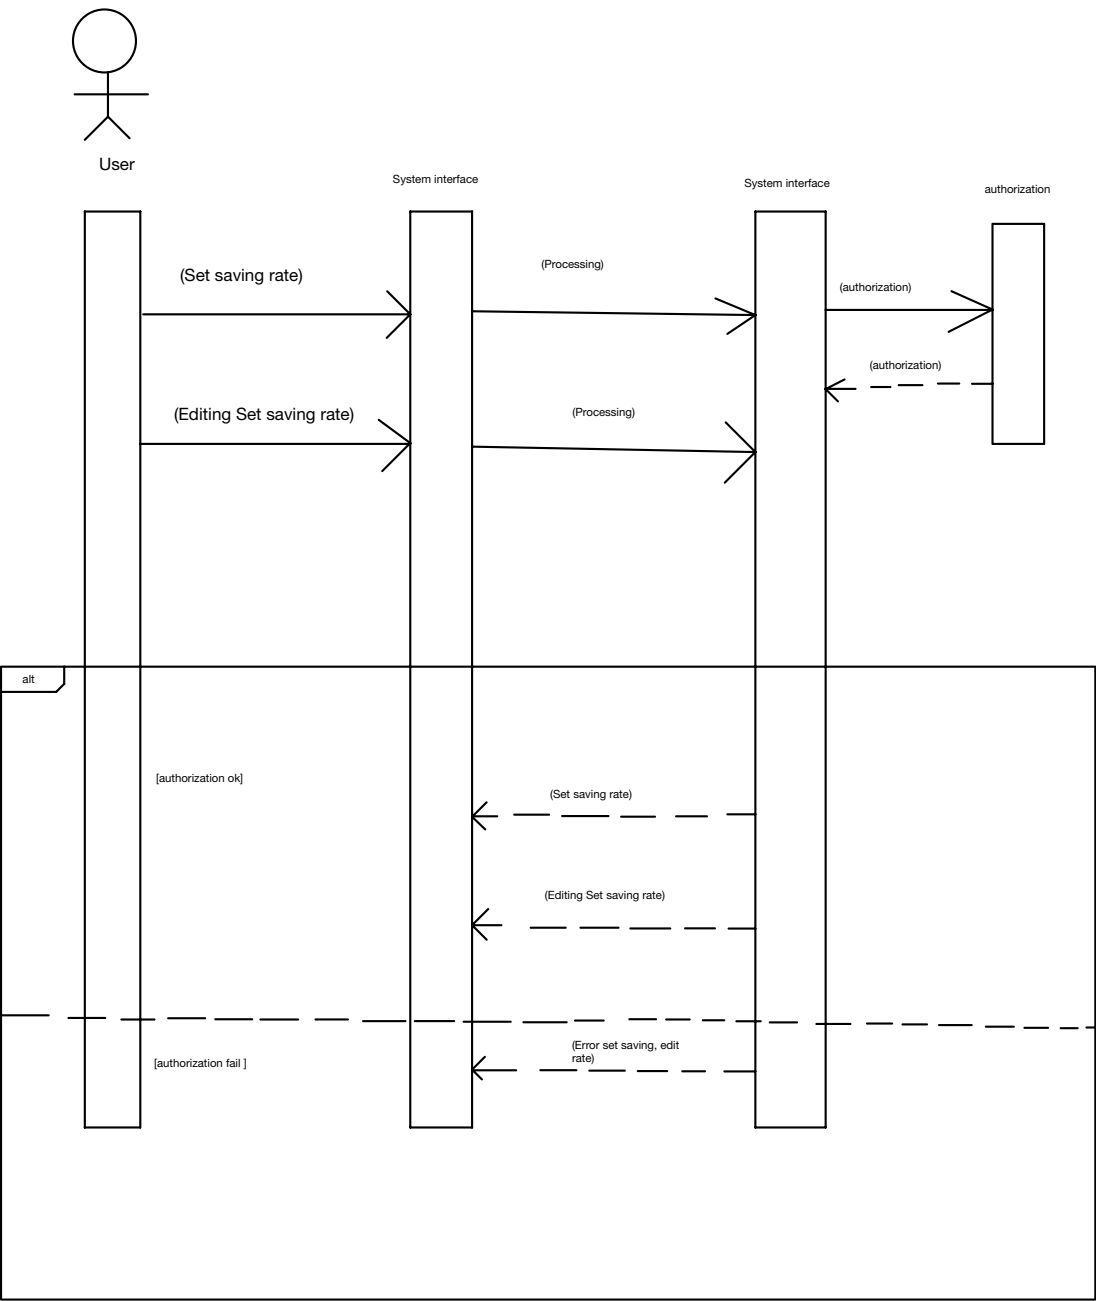 User
System interface
System interface
authorization
(Set saving rate)
(Processing)
(authorization)
(authorization)
(Editing Set saving rate)
(Processing)
alt
[authorization ok]
(Set saving rate)
(Editing Set saving rate)
(Error set saving, edit
rate)
[authorization fail ]